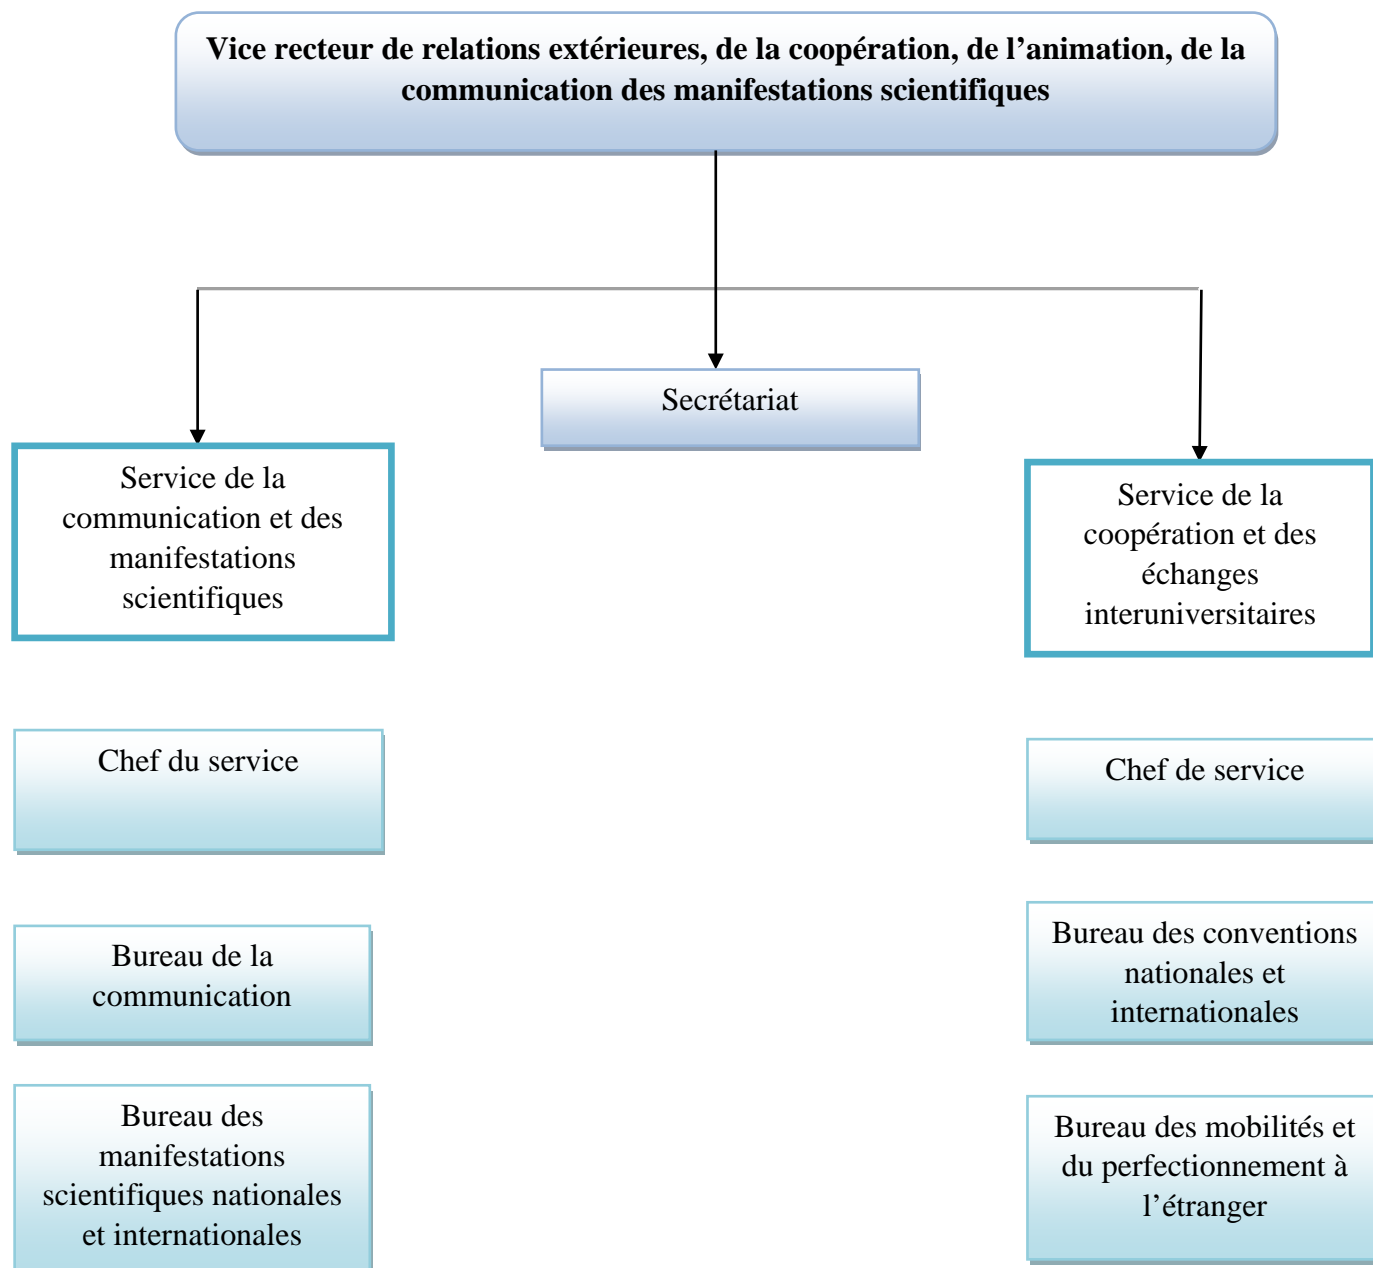 Vice recteur de relations extérieures, de la coopération, de l’animation, de la
communication des manifestations scientifiques
Secrétariat
Service de la
communication et des
manifestations
scientifiques
Service de la
coopération et des
échanges
interuniversitaires
Chef du service
Chef de service
Bureau de la
communication
Bureau des conventions
nationales et
internationales
Bureau des
manifestations
scientifiques nationales
et internationales
Bureau des mobilités et
du perfectionnement à
l’étranger